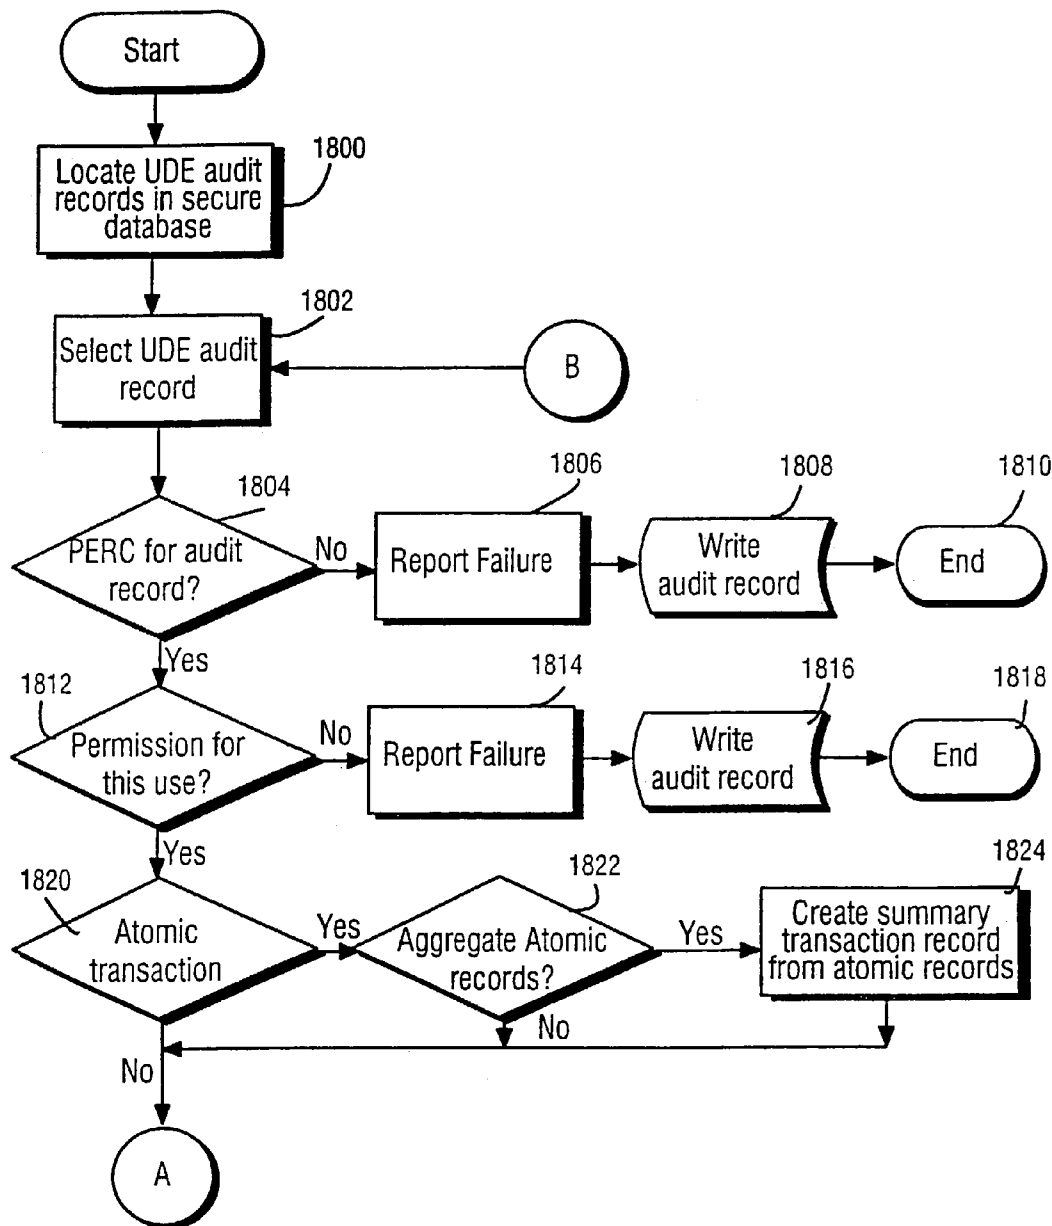 Start
1800
Locate UDE audit
records in secure
database
1802
Select UDE audit
record
B
1804
PERC for audit
record?
No
1806
Report Failure
1808
Write
audit record
1810
End
Yes
1812
Permission for
this use?
No
1814
Report Failure
1816
Write
audit record
1818
End
Yes
1820
Atomic
transaction
Yes
1822
Aggregate Atomic
records?
Yes
1824
Create summary
transaction record
from atomic records
No
No
A